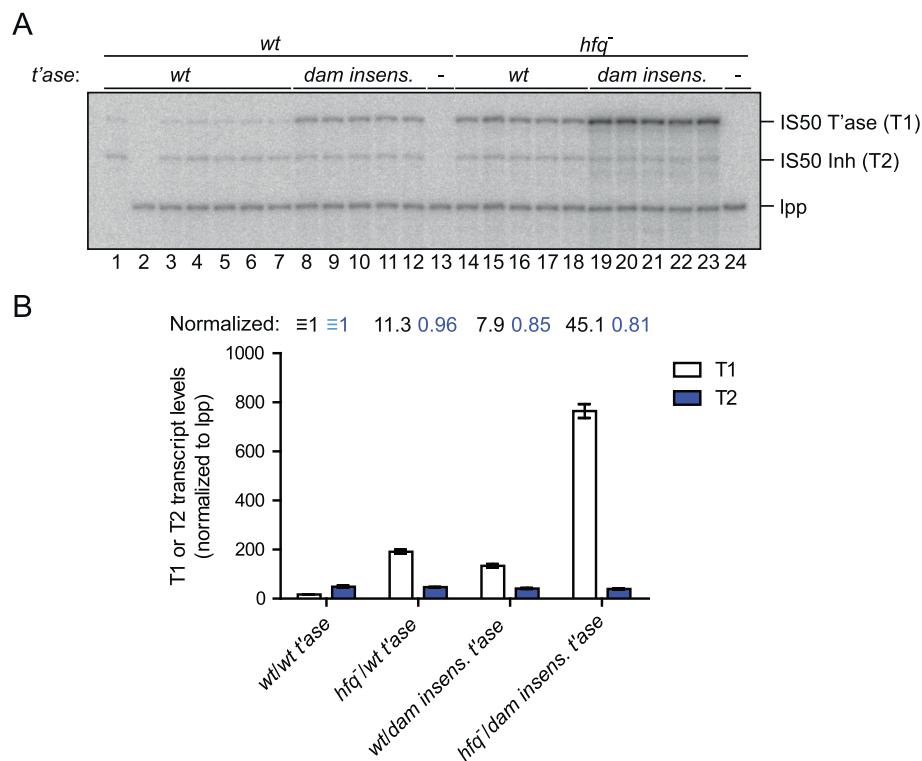 A
wt hfq⁻
t'ase: wt dam insens. - wt dam insens. -
IS50 T'ase (T1)
IS50 Inh (T2)
lpp
1 2 3 4 5 6 7 8 9 10 11 12 13 14 15 16 17 18 19 20 21 22 23 24
B
Normalized: ≡1 ≡1 11.3 0.96 7.9 0.85 45.1 0.81
T1 or T2 transcript levels
(normalized to lpp)
1000
800
600
400
200
0
T1
T2
wt/wt t'ase
hfq⁻/wt t'ase
wt/dam insens. t'ase
hfq⁻/dam insens. t'ase